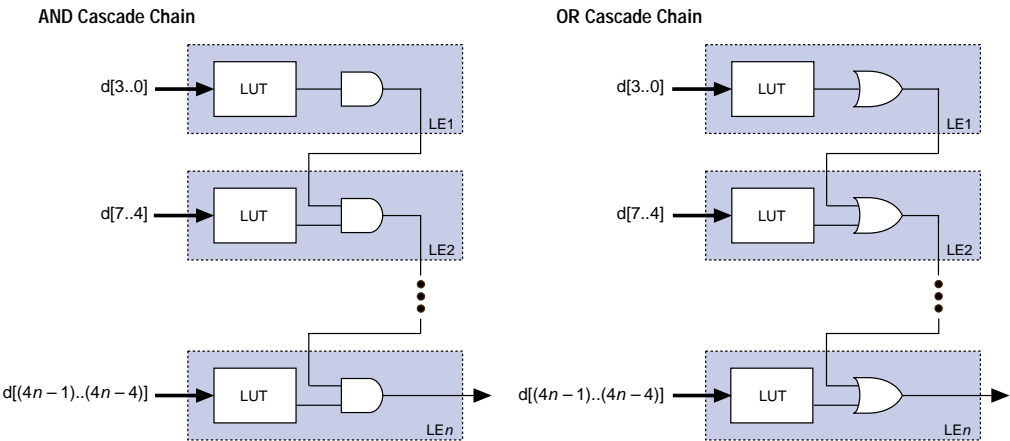 AND Cascade Chain
OR Cascade Chain
d[3..0]
LUT
LE1
d[7..4]
LUT
LE2
d[(4n – 1)..(4n – 4)]
LUT
LEn
d[3..0]
LUT
LE1
d[7..4]
LUT
LE2
d[(4n – 1)..(4n – 4)]
LUT
LEn